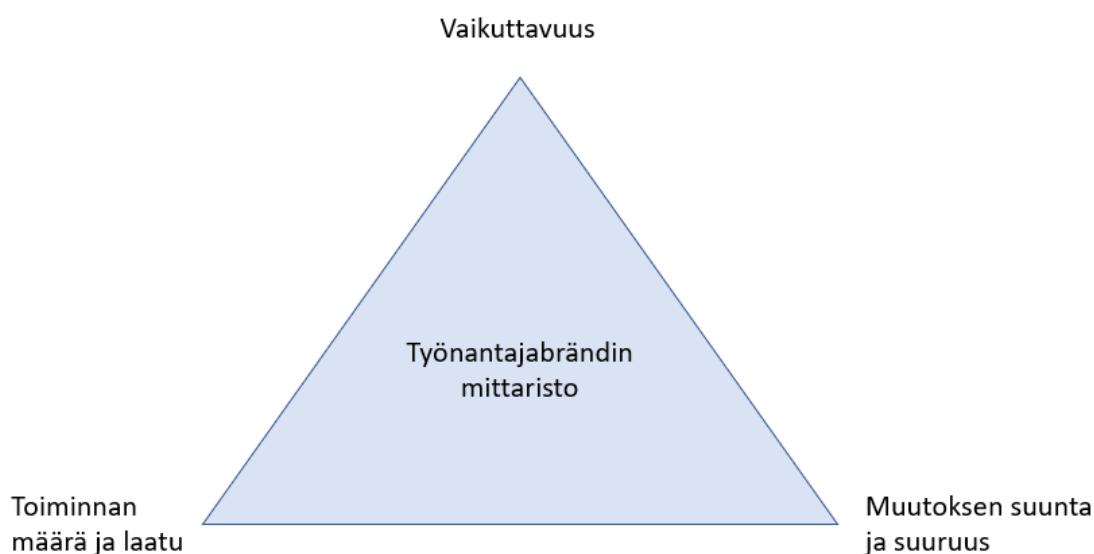 Vaikuttavuus
Työnantajabrändin
mittaristo
Toiminnan
määrä ja laatu
Muutoksen suunta
ja suuruus